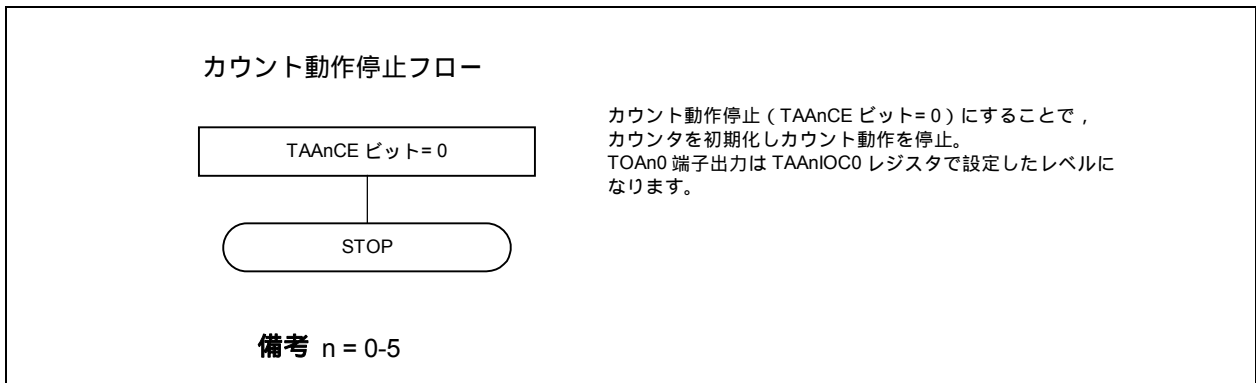 カウント動作停止フロー
TAAnCE ビット= 0
STOP
カウント動作停止（TAAnCE ビット= 0）にすることで，
カウンタを初期化しカウント動作を停止。
TOAn0 端子出力は TAAnIOC0 レジスタで設定したレベルに
なります。
備考 n = 0-5